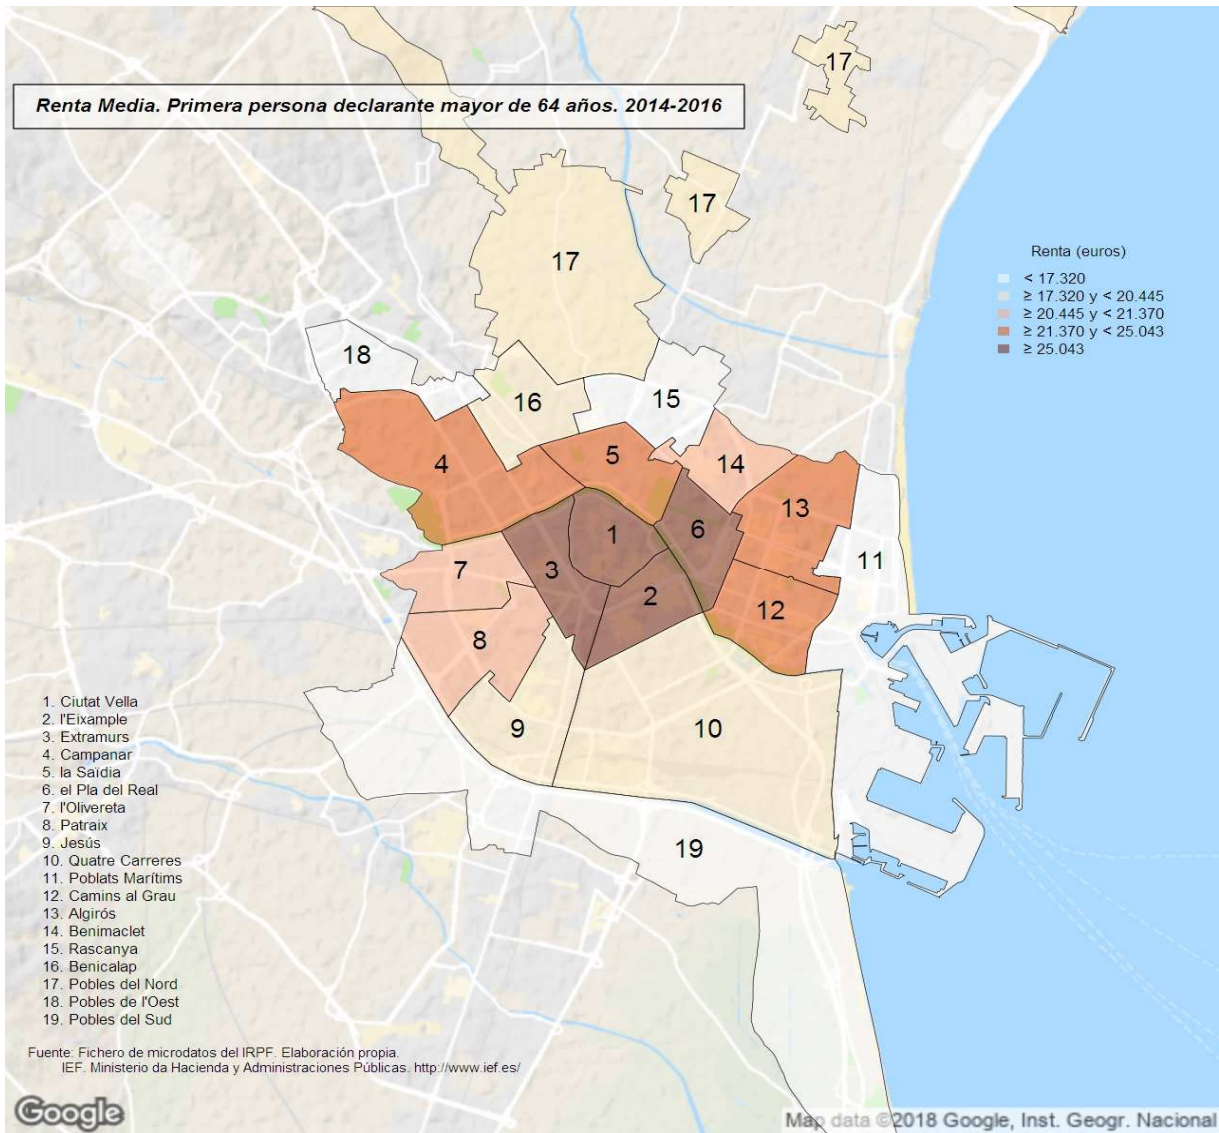 Renta Media. Primera persona declarante mayor de 64 años. 2014-2016
17
17
17
Renta (euros)
< 17.320
≥ 17.320 y < 20.445
≥ 20.445 y < 21.370
≥ 21.370 y < 25.043
≥ 25.043
18
16
15
4
5
14
13
1
6
11
3
7
2
12
8
9
10
19
1. Ciutat Vella
2. l'Eixample
3. Extramurs
4. Campanar
5. la Saïdia
6. el Pla del Real
7. l'Olivereta
8. Patraix
9. Jesús
10. Quatre Carreres
11. Poblats Marítims
12. Camins al Grau
13. Algirós
14. Benimaclet
15. Rascanya
16. Benicalap
17. Pobles del Nord
18. Pobles de l'Oest
19. Pobles del Sud
Fuente: Fichero de microdatos del IRPF. Elaboración propia.
IEF. Ministerio da Hacienda y Administraciones Públicas. http://www.ief.es/
Google
Map data ©2018 Google, Inst. Geogr. Nacional